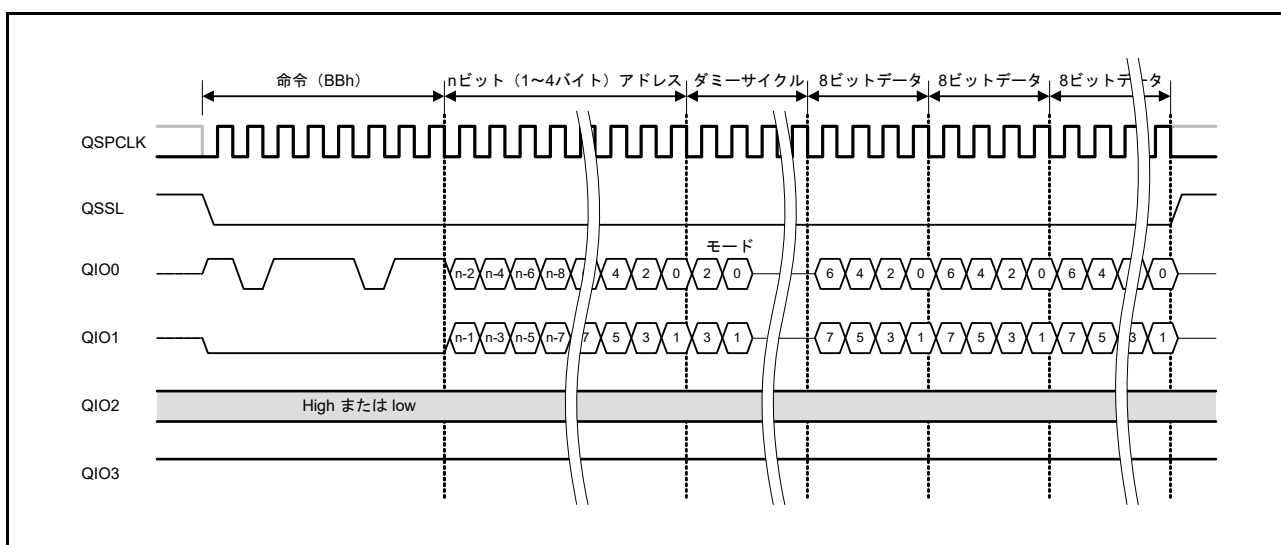 命令（BBh） nビット（1～4バイト）アドレス ダミーサイクル 8ビットデータ 8ビットデータ 8ビットデータ
QSPCLK
QSSL
モード
QIO0 n-2 n-4 n-6 n-8 6 4 2 0 2 0 6 4 2 0 6 4 2 0 6 4 0
QIO1 n-1 n-3 n-5 n-7 7 5 3 1 3 1 7 5 3 1 7 5 3 1 7 5 3 1
QIO2 High または low
QIO3